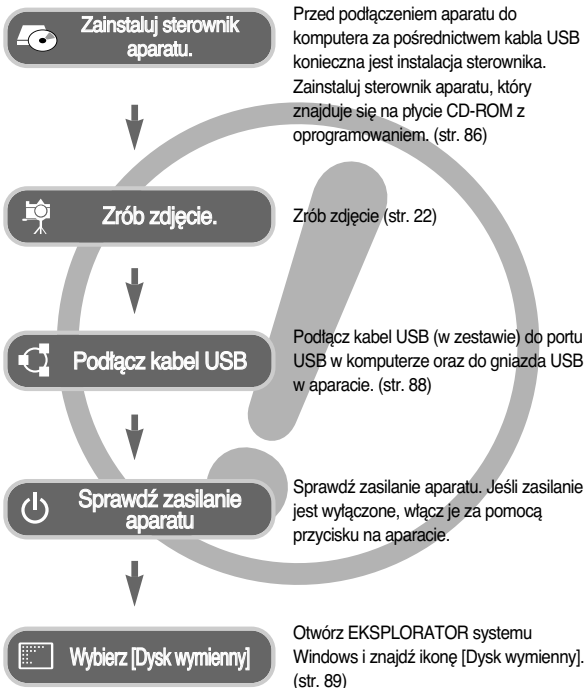 Zainstaluj sterownik
aparatu.
Przed podłączeniem aparatu do
komputera za pośrednictwem kabla USB
konieczna jest instalacja sterownika.
Zainstaluj sterownik aparatu, który
znajduje się na płycie CD-ROM z
oprogramowaniem. (str. 86)
Zrób zdjęcie.
Zrób zdjęcie (str. 22)
Podłącz kabel USB
Podłącz kabel USB (w zestawie) do portu
USB w komputerze oraz do gniazda USB
w aparacie. (str. 88)
Sprawdź zasilanie
aparatu
Sprawdź zasilanie aparatu. Jeśli zasilanie
jest wyłączone, włącz je za pomocą
przycisku na aparacie.
Wybierz [Dysk wymienny]
Otwórz EKSPLORATOR systemu
Windows i znajdź ikonę [Dysk wymienny].
(str. 89)